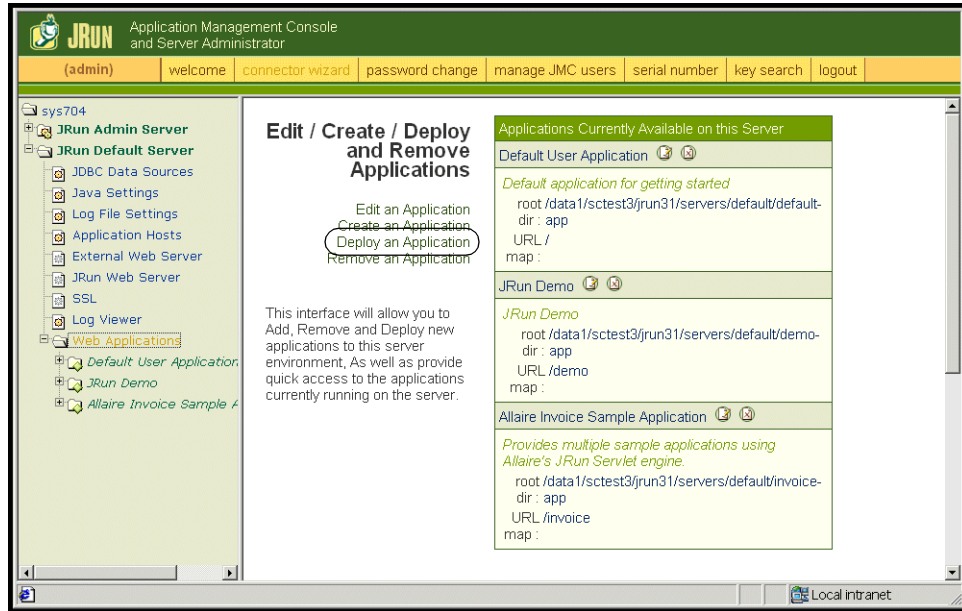 JRUN
Application Management Console
and Server Administrator
(admin)
welcome
connector wizard
password change
manage JMC users
serial number
key search
logout
sys704
JRun Admin Server
JRun Default Server
JDBC Data Sources
Java Settings
Log File Settings
Application Hosts
External Web Server
JRun Web Server
SSL
Log Viewer
Web Applications
Default User Application
JRun Demo
Allaire Invoice Sample A
Edit / Create / Deploy
and Remove
Applications
Edit an Application
Create an Application
Deploy an Application
Remove an Application
This interface will allow you to
Add, Remove and Deploy new
applications to this server
environment, As well as provide
quick access to the applications
currently running on the server.
Applications Currently Available on this Server
Default User Application
Default application for getting started
root /data1/sctest3/jrun31/servers/default/default-
dir : app
URL /
map :
JRun Demo
JRun Demo
root /data1/sctest3/jrun31/servers/default/demo-
dir : app
URL /demo
map :
Allaire Invoice Sample Application
Provides multiple sample applications using
Allaire's JRun Servlet engine.
root /data1/sctest3/jrun31/servers/default/invoice-
dir : app
URL /invoice
map :
Local intranet